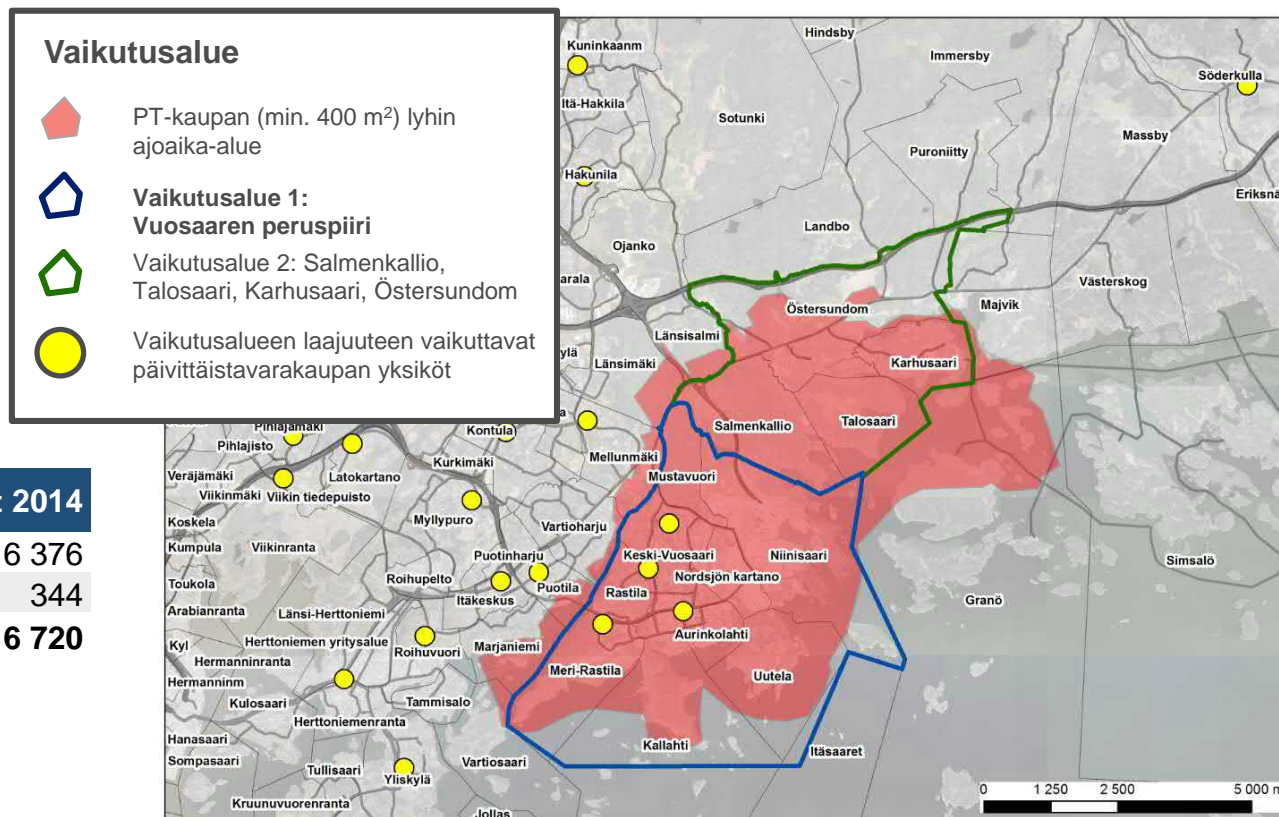 Vaikutusalue
PT-kaupan (min. 400 m²) lyhin
ajoaika-alue
Vaikutusalue 1:
Vuosaaren peruspiiri
Vaikutusalue 2: Salmenkallio,
Talosaari, Karhusaari, Östersundom
Vaikutusalueen laajuuteen vaikuttavat
päivittäistavarakaupan yksiköt
2014
6 376
344
6 720
Kuninkaanm
Hindsby
Immersby
Söderkulla
Itä-Hakkila
Sotunki
Massby
Puroniitty
Hakunila
Eriksnä
Landbo
Ojanko
arala
Västerskog
Östersundom
Majvik
Länsisalmi
ylä
Länsimäki
Karhusaari
a
Salmenkallio
Talosaari
Pihlajamäki
Kontula
Pihlajisto
Mellunmäki
Kurkimäki
Veräjämäki
Latokartano
Mustavuori
Viikinmäki
Viikin tiedepuisto
Koskela
Myllypuro
Vartioharju
Kumpula
Viikinranta
Puotinharju
Keski-Vuosaari
Niinisaari
Simsalö
Toukola
Roihupelto
Puotila
Nordsjön kartano
Itäkeskus
Rastila
Granö
Arabianranta
Länsi-Herttoniemi
Kyl
Herttoniemen yritysalue
Roihuvuori
Marjaniemi
Aurinkolahti
Hermanninranta
Meri-Rastila
Uutela
Hermanninm
Kulosaari
Tammisalo
Herttoniemenranta
Hanasaari
Kallahti
Itäsaaret
Sompasaari
Vartiosaari
Tullisaari
Yliskylä
Kruunuvuorenranta
Jollas
0 1 250 2 500 5 000 m